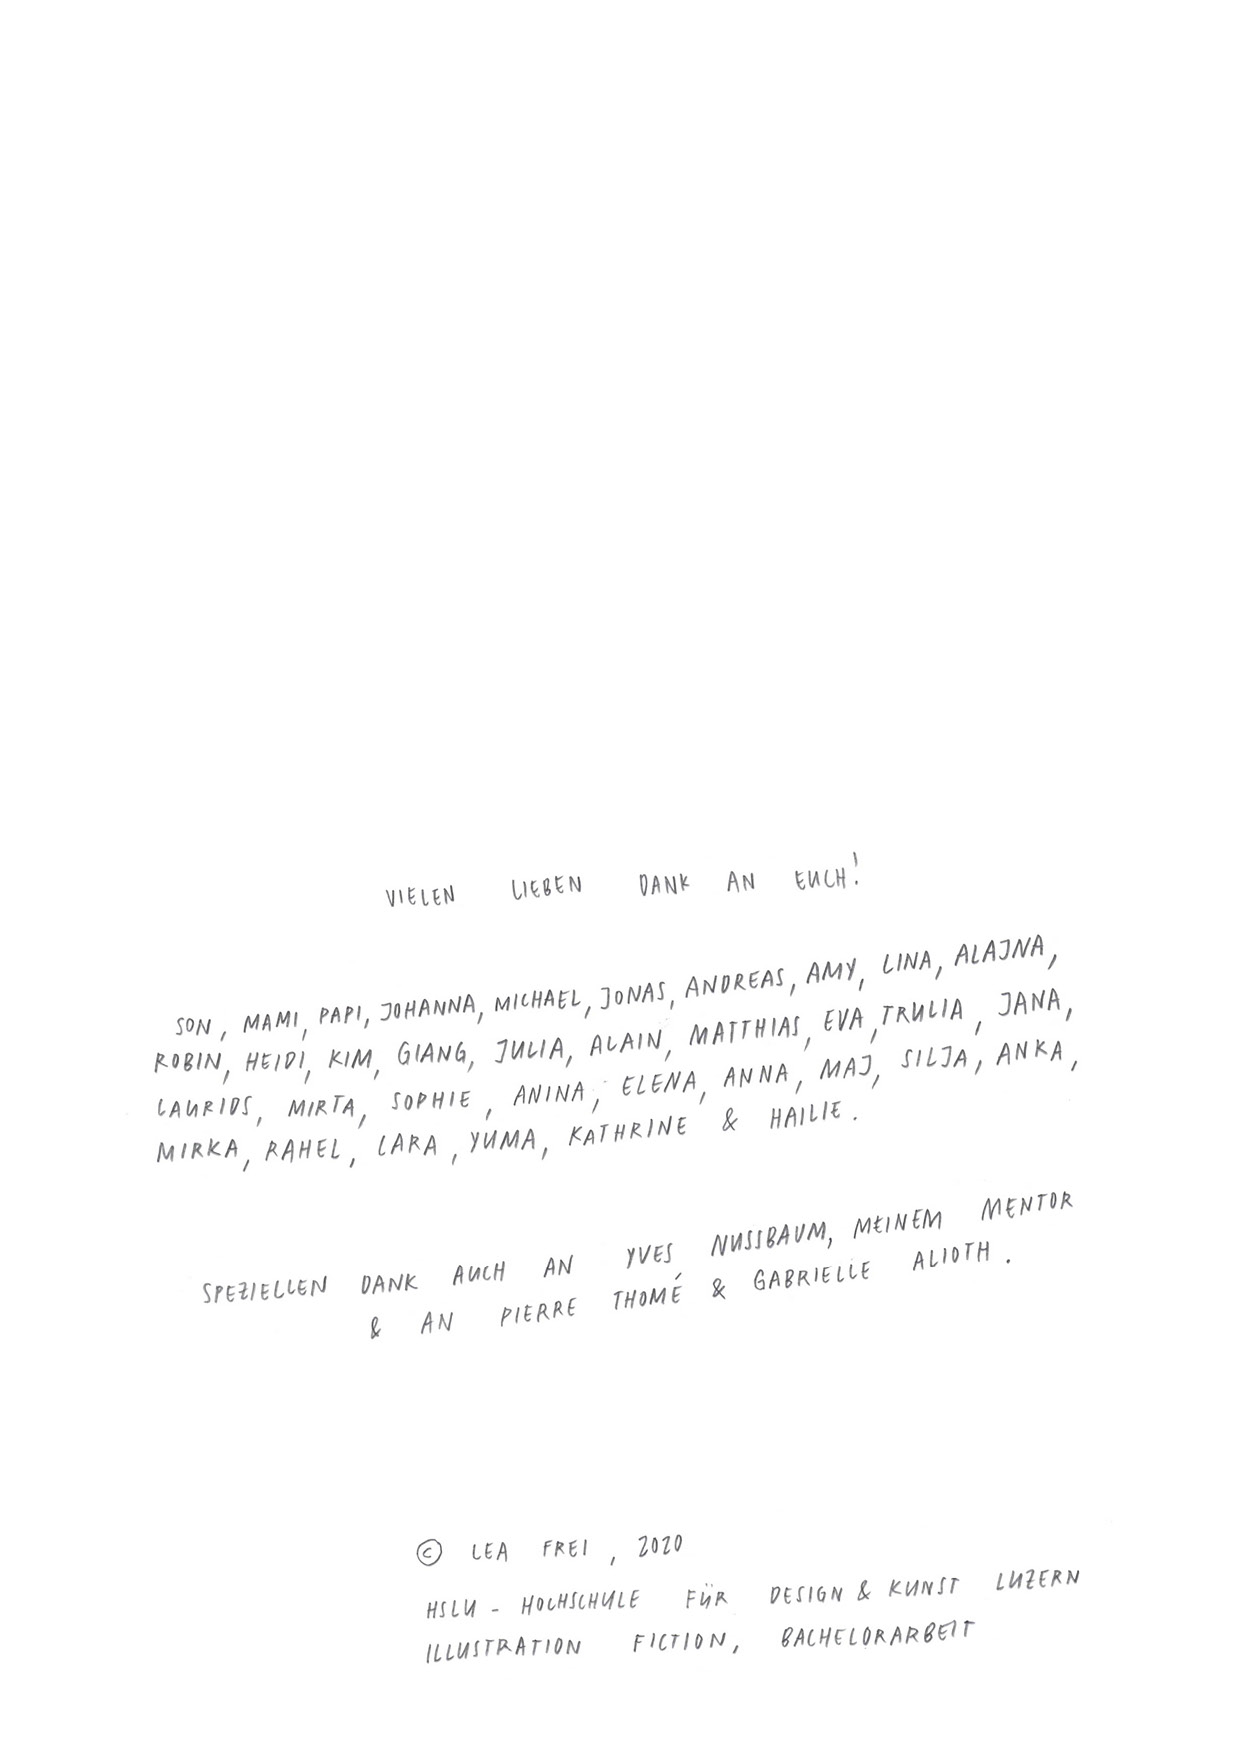 VIELEN LIEBEN DANK AN EUCH!
SON, MAMI, PAPI, JOHANNA, MICHAEL, JONAS, ANDREAS, AMY, LINA, ALAJNA,
ROBIN, HEIDI, KIM, GIANG, JULIA, ALAIN, MATTHIAS, EVA, TRULIA, JANA,
LAURIDS, MIRTA, SOPHIE, ANINA, ELENA, ANNA, MAJ, SILJA, ANKA,
MIRKA, RAHEL, LARA, YUMA, KATHRINE & HAILIE.
SPEZIELLEN DANK AUCH AN YVES NUSSBAUM, MEINEM MENTOR
& AN PIERRE THOMÉ & GABRIELLE ALIOTH.
© LEA FREI, 2020
HSLU - HOCHSCHULE FÜR DESIGN & KUNST LUZERN
ILLUSTRATION FICTION, BACHELORARBEIT